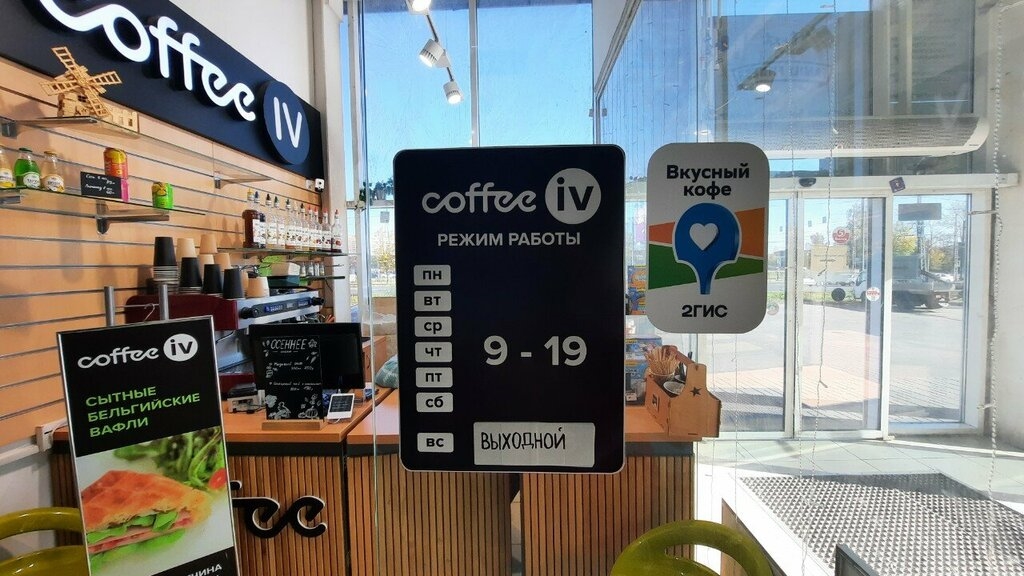 coffee IV
coffee iv
РЕЖИМ РАБОТЫ
ПН
ВТ
СР
ЧТ
ПТ
СБ
9 - 19
ВС
ВЫХОДНОЙ
Вкусный
кофе
2ГИС
coffee iv
СЫТНЫЕ
БЕЛЬГИЙСКИЕ
ВАФЛИ
ОСЕННЕЕ
fee